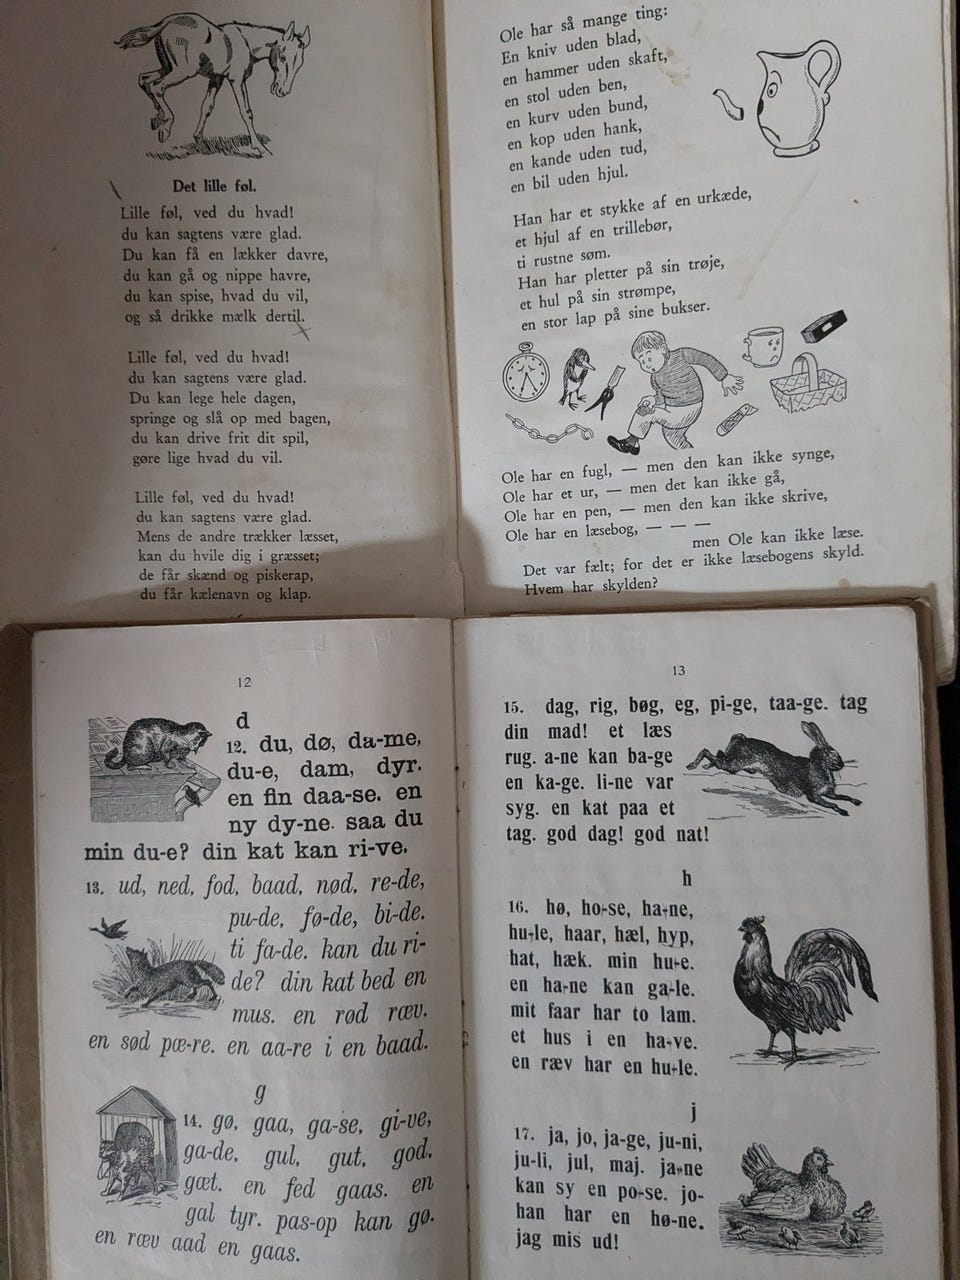 Det lille føl.
Lille føl, ved du hvad!
du kan sagtens være glad.
Du kan få en lækker davre,
du kan gå og nippe havre,
du kan spise, hvad du vil,
og så drikke mælk dertil.
Lille føl, ved du hvad!
du kan sagtens være glad.
Du kan lege hele dagen,
springe og slå op med bagen,
du kan drive frit dit spil,
gøre lige hvad du vil.
Lille føl, ved du hvad!
du kan sagtens være glad.
Mens de andre trækker læsset,
kan du hvile dig i græsset;
de får skænd og piskerap,
du får kælenavn og klap.
Ole har så mange ting:
En kniv uden blad,
en hammer uden skaft,
en stol uden ben,
en kurv uden bund,
en kop uden hank,
en kande uden tud,
en bil uden hjul.
Han har et stykke af en urkæde,
et hjul af en trillebør,
ti rustne søm.
Han har pletter på sin trøje,
et hul på sin strømpe,
en stor lap på sine bukser.
Ole har en fugl, — men den kan ikke synge,
Ole har et ur, — men det kan ikke gå,
Ole har en pen, — men den kan ikke skrive,
Ole har en læsebog, — — —
men Ole kan ikke læse.
Det var fælt; for det er ikke læsebogens skyld.
Hvem har skylden?
12
d
12. du, dø, da-me,
du-e, dam, dyr.
en fin daa-se. en
ny dy-ne. saa du
min du-e? din kat kan ri-ve.
13. ud, ned, fod, baad, nød, re-de,
pu-de, fø-de, bi-de.
ti fa-de. kan du ri-
de? din kat bed en
mus. en rød ræv.
en sød pæ-re. en aa-re i en baad.
g
14. gø, gaa, ga-se, gi-ve,
ga-de, gul, gut, god,
gæt. en fed gaas. en
gal tyr. pas-op kan gø.
en ræv aad en gaas.
13
15. dag, rig, bøg, eg, pi-ge, taa-ge. tag
din mad! et læs
rug. a-ne kan ba-ge
en ka-ge. li-ne var
syg. en kat paa et
tag. god dag! god nat!
h
16. hø, ho-se, ha-ne,
hu-le, haar, hæl, hyp,
hat, hæk. min hu-e.
en ha-ne kan ga-le.
mit faar har to lam.
et hus i en ha-ve.
en ræv har en hu-le.
j
17. ja, jo, ja-ge, ju-ni,
ju-li, jul, maj. ja-ne
kan sy en po-se. jo-
han har en hø-ne.
jag mis ud!